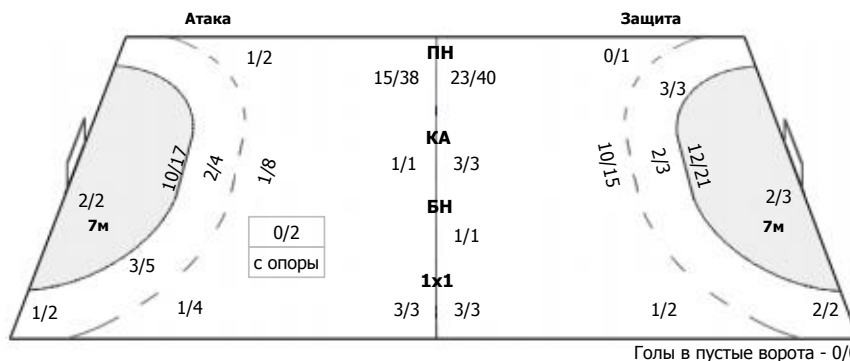 Атака
Защита
1/2
ПН
0/1
15/38
23/40
3/3
КА
10/17
2/4
1/8
1/1
3/3
10/15
2/3
12/21
2/2
7м
БН
2/3
7м
0/2
1/1
с опоры
3/5
1x1
1/2
1/4
3/3
3/3
1/2
2/2
Голы в пустые ворота - 0/